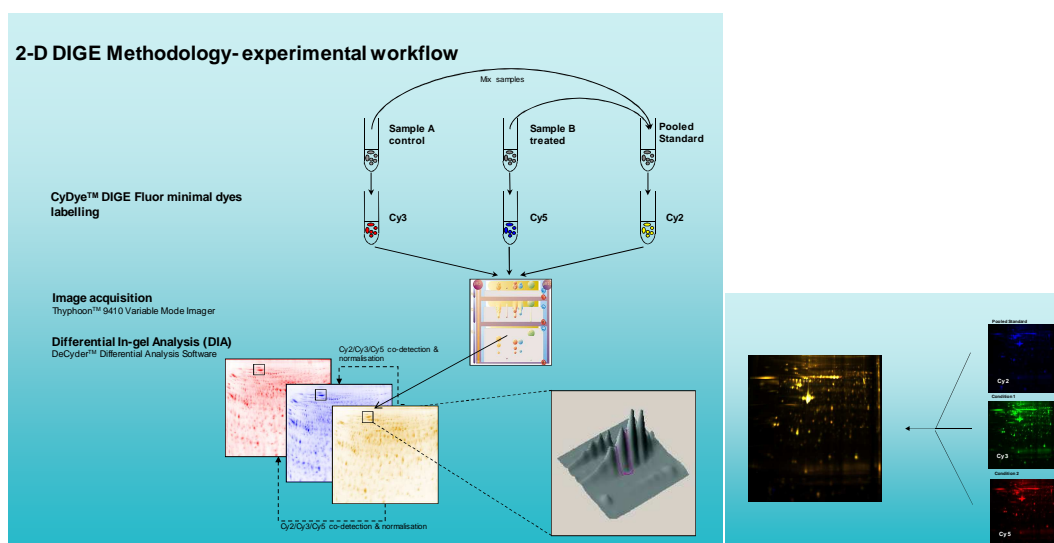 2-D DIGE Methodology- experimental workflow
Mix samples
Sample A
control
Sample B
treated
Pooled
Standard
CyDye™ DIGE Fluor minimal dyes
labelling
Cy3
Cy5
Cy2
Image acquisition
Thyphoon™ 9410 Variable Mode Imager
Differential In-gel Analysis (DIA)
DeCyder™ Differential Analysis Software
Cy2/Cy3/Cy5 co-detection &
normalisation
Cy2/Cy3/Cy5 co-detection & normalisation
Pooled Standard
Cy 2
Condition 1
Cy 3
Condition 2
Cy 5